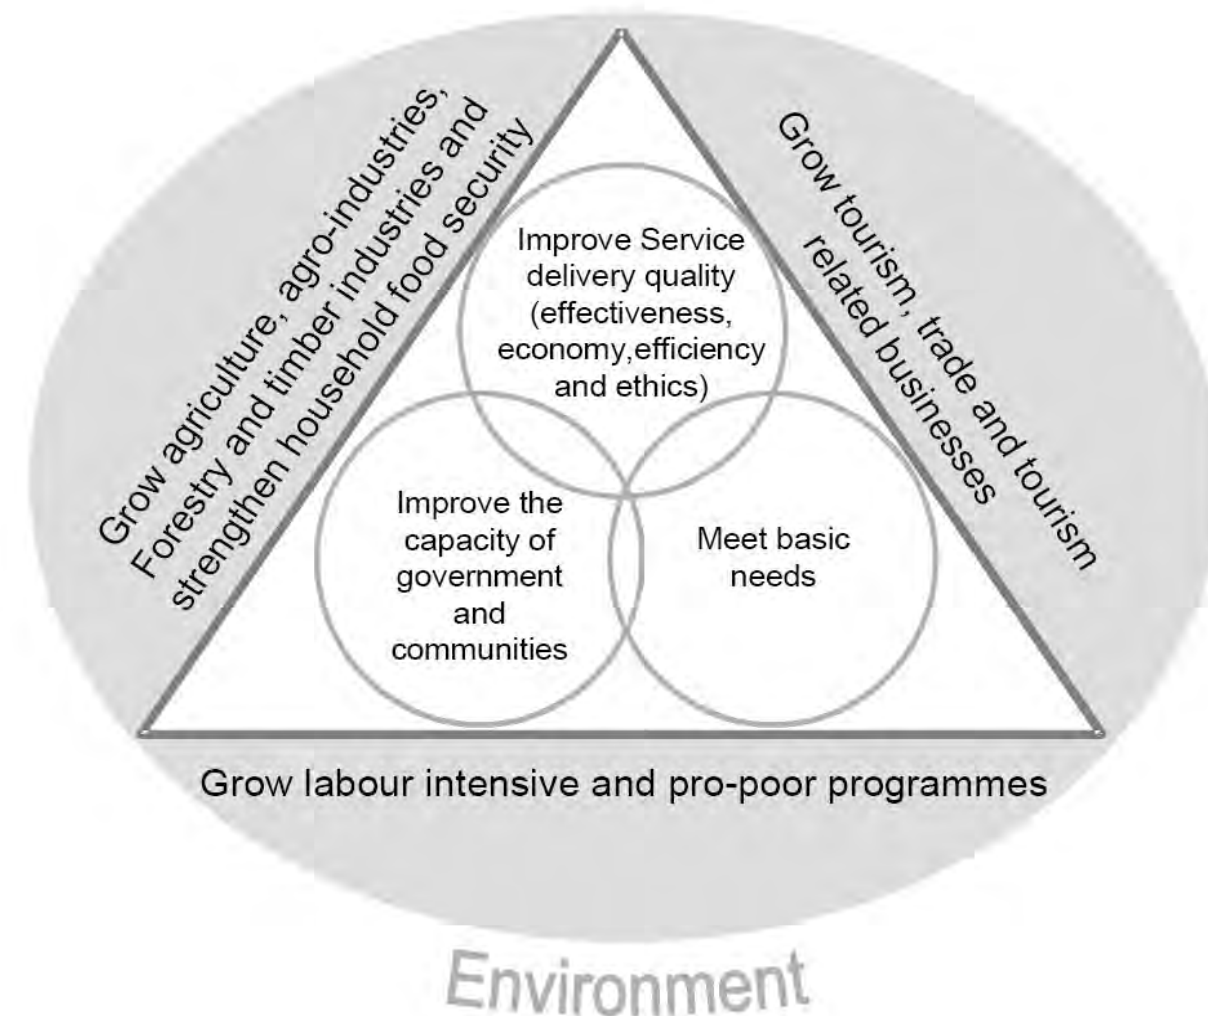 Grow agriculture, agro-industries,
Forestry and timber industries and
strengthen household food security
Grow tourism, trade and tourism
related businesses
Improve Service
delivery quality
(effectiveness,
economy,efficiency
and ethics)
Improve the
capacity of
government
and
communities
Meet basic
needs
Grow labour intensive and pro-poor programmes
Environment